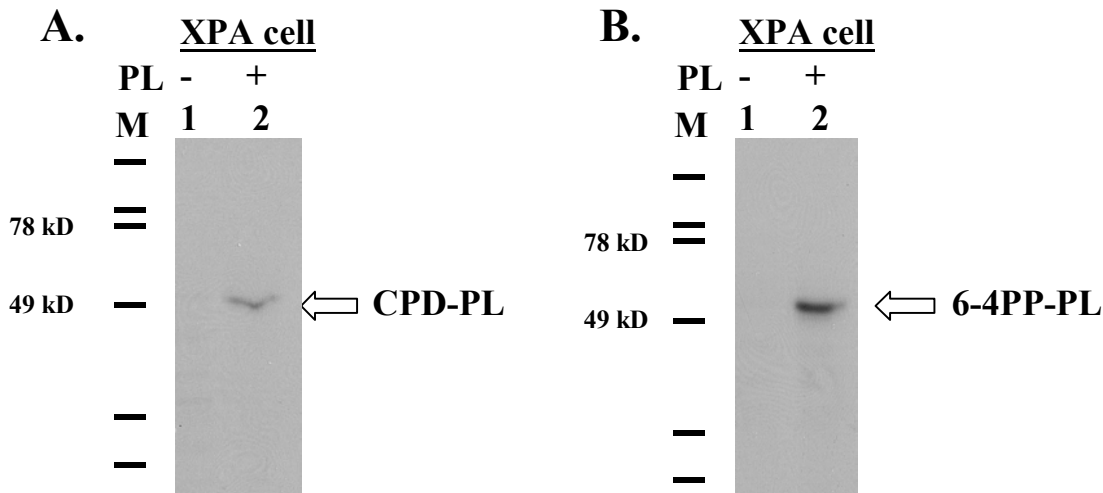 A.
XPA cell
PL - +
M 1 2
78 kD
49 kD
CPD-PL
B.
XPA cell
PL - +
M 1 2
78 kD
49 kD
6-4PP-PL